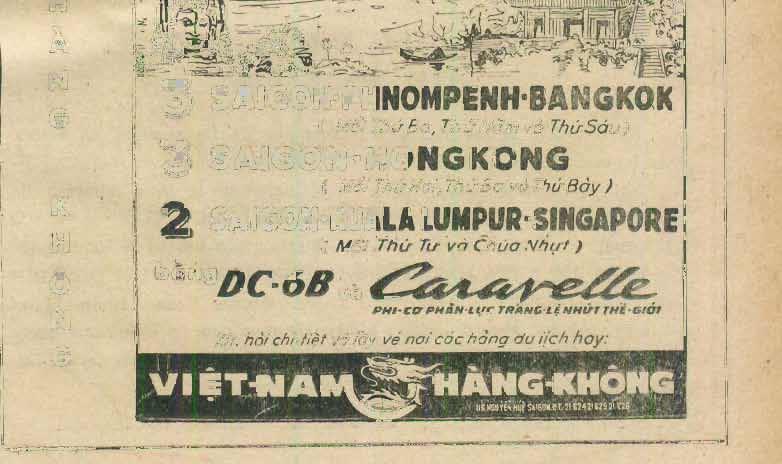 3 SAIGON-PHNOMPENH-BANGKOK
( Mỗi Thứ Ba, Thứ Năm và Thứ Sáu )
3 SAIGON-HONGKONG
( Mỗi Thứ Hai, Thứ Ba và Thứ Bảy )
2 SAIGON-KUALA LUMPUR-SINGAPORE
( Mỗi Thứ Tư và Chúa Nhựt )
bằng DC-6B và Caravelle
PHI-CƠ PHẢN-LỰC TRÁNG-LỆ NHỨT THẾ-GIỚI
hỏi chi-tiết và lấy vé nơi các hãng du lịch hay:
VIỆT-NAM HÀNG-KHÔNG
NGUYỄN HUỆ SAIGON